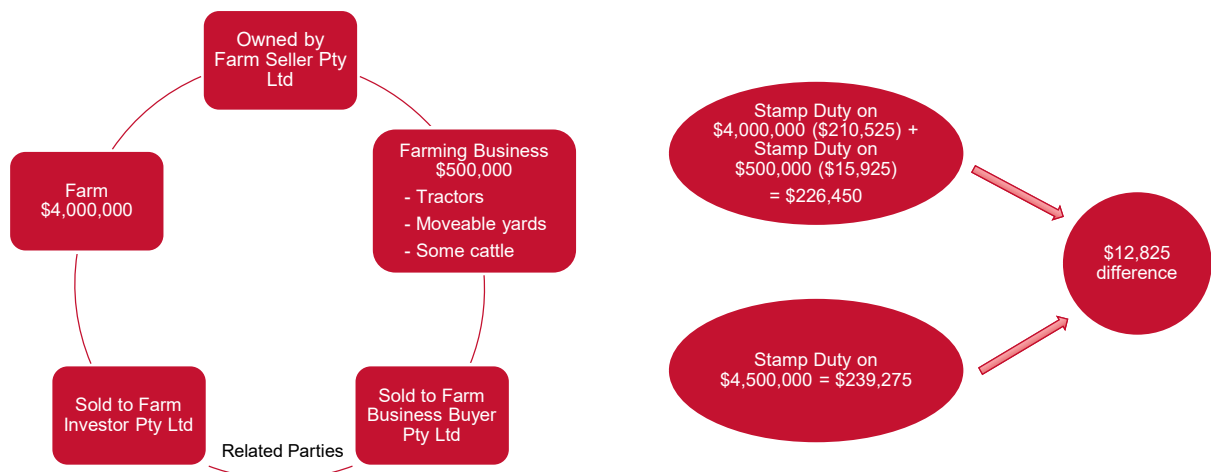 Owned by
Farm Seller Pty
Ltd
Farming Business
$500,000
- Tractors
- Moveable yards
- Some cattle
Farm
$4,000,000
Sold to Farm
Investor Pty Ltd
Sold to Farm
Business Buyer
Pty Ltd
Related Parties
Stamp Duty on
$4,000,000 ($210,525) +
Stamp Duty on
$500,000 ($15,925)
= $226,450
Stamp Duty on
$4,500,000 = $239,275
$12,825
difference